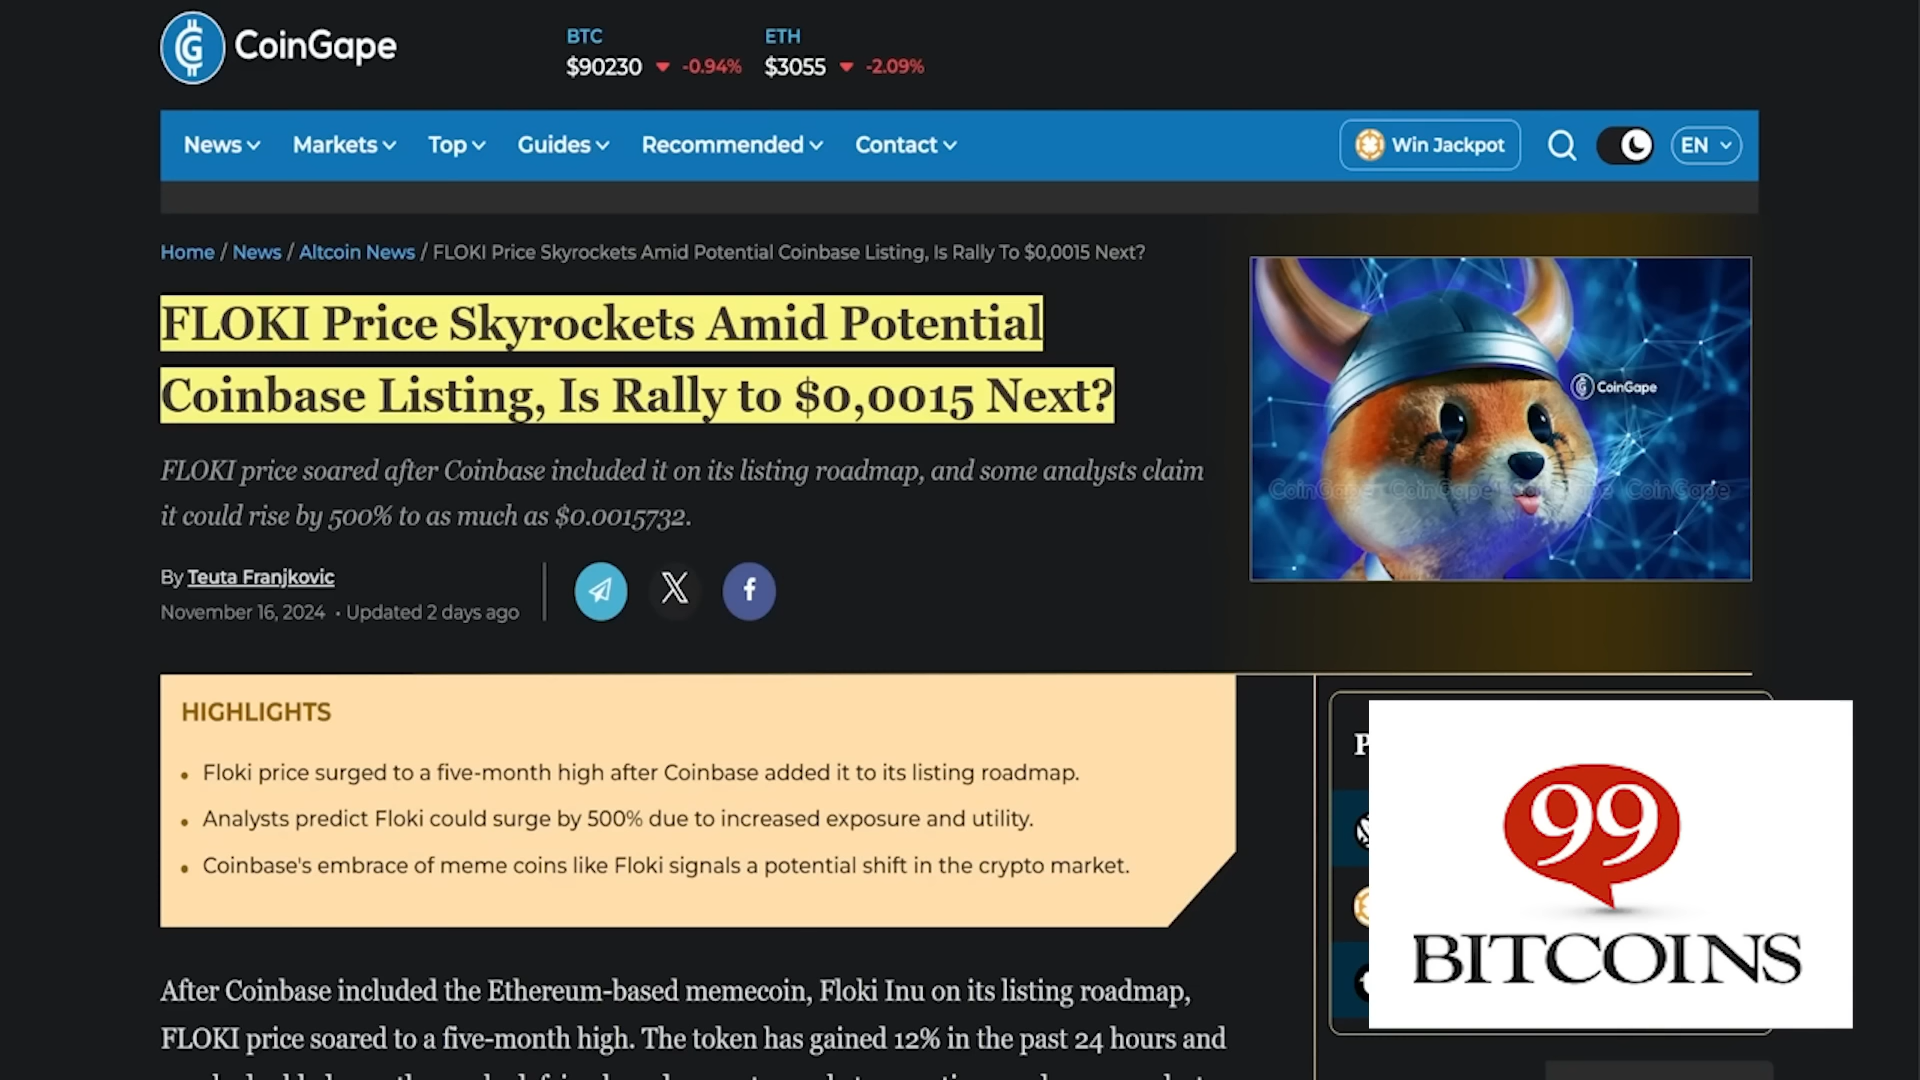 CoinGape
BTC
ETH
$90230 -0.94%
$3055 -2.09%
News
Markets
Top
Guides
Recommended
Contact
Win Jackpot
EN
Home / News / Altcoin News / FLOKI Price Skyrockets Amid Potential Coinbase Listing, Is Rally To $0,0015 Next?
FLOKI Price Skyrockets Amid Potential
Coinbase Listing, Is Rally to $0,0015 Next?
FLOKI price soared after Coinbase included it on its listing roadmap, and some analysts claim
it could rise by 500% to as much as $0.0015732.
By Teuta Franjkovic
November 16, 2024 • Updated 2 days ago
CoinGape
CoinGape CoinGape CoinGape CoinGape
HIGHLIGHTS
• Floki price surged to a five-month high after Coinbase added it to its listing roadmap.
• Analysts predict Floki could surge by 500% due to increased exposure and utility.
• Coinbase's embrace of meme coins like Floki signals a potential shift in the crypto market.
99
BITCOINS
After Coinbase included the Ethereum-based memecoin, Floki Inu on its listing roadmap,
FLOKI price soared to a five-month high. The token has gained 12% in the past 24 hours and